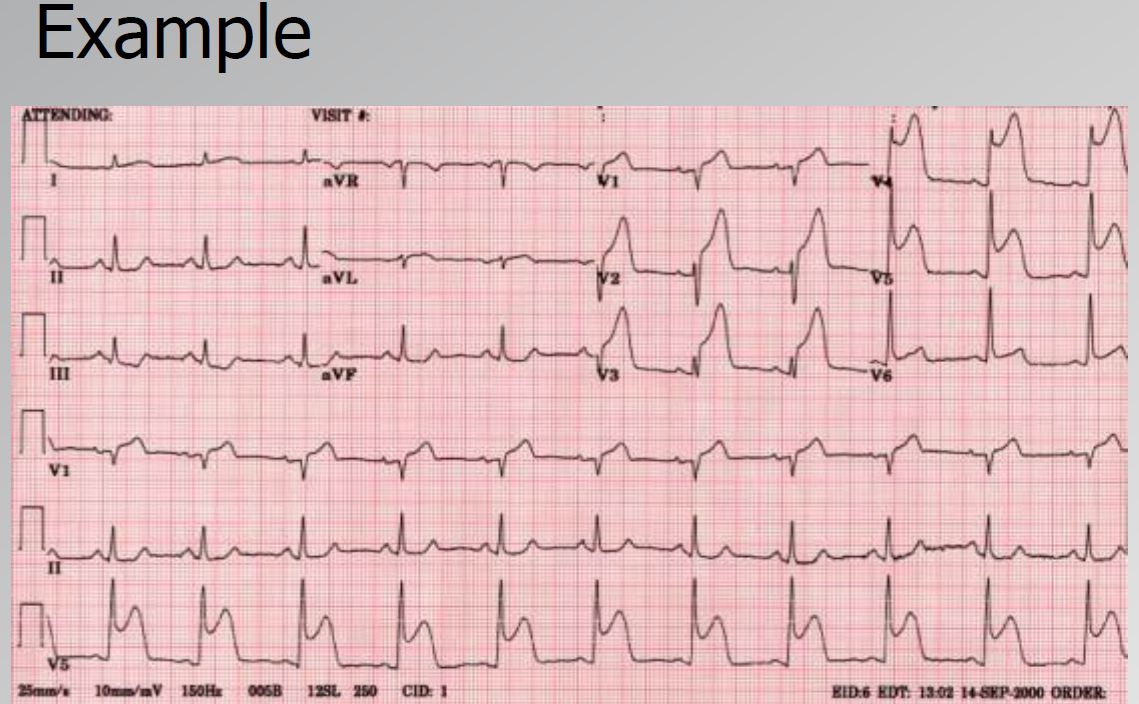 Example
ATTENDING: VISIT #: :
I aVR V1 V4
II aVL V2 V5
III aVF V3 V6
V1
II
V5
25mm/s 10mm/mV 150Hz 005B 12SL 250 CID: 1 EID:6 EDT: 13:02 14-SEP-2000 ORDER: